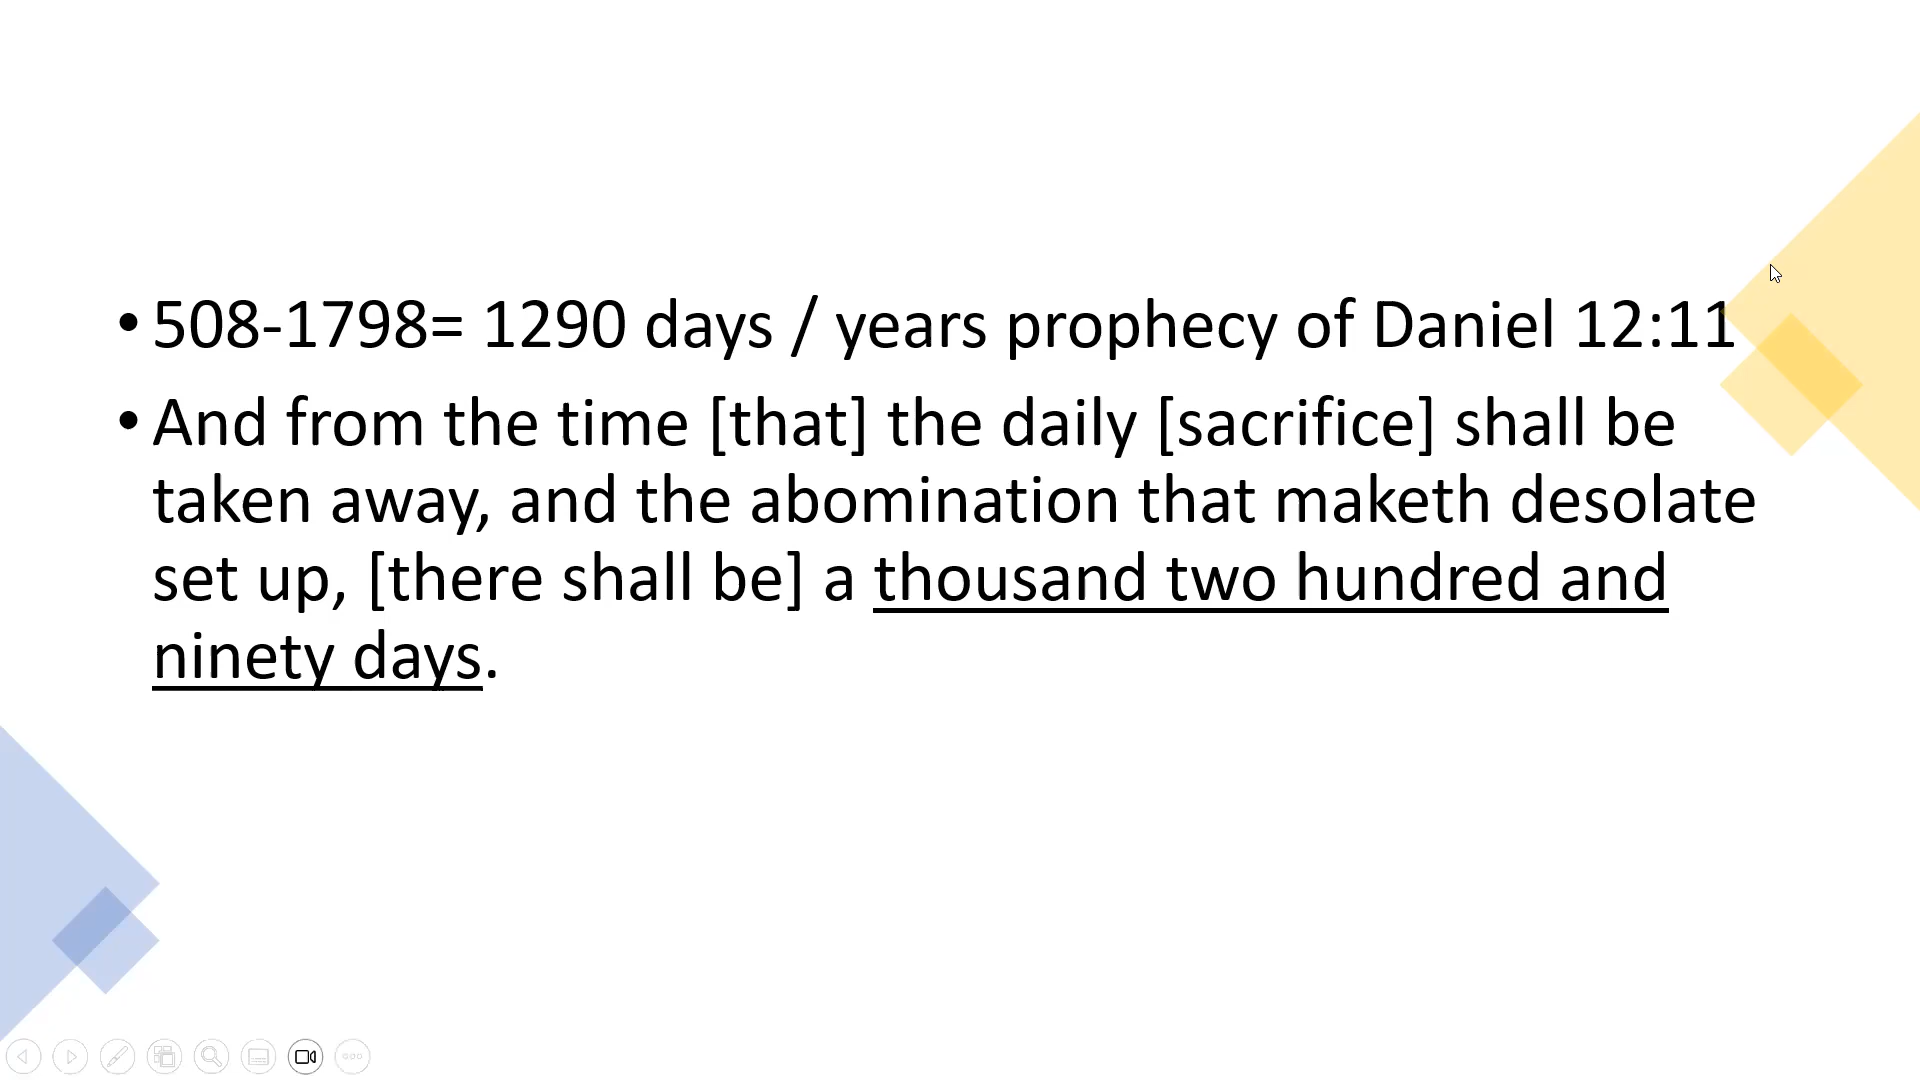 • 508-1798= 1290 days / years prophecy of Daniel 12:11
• And from the time [that] the daily [sacrifice] shall be
taken away, and the abomination that maketh desolate
set up, [there shall be] a thousand two hundred and
ninety days.